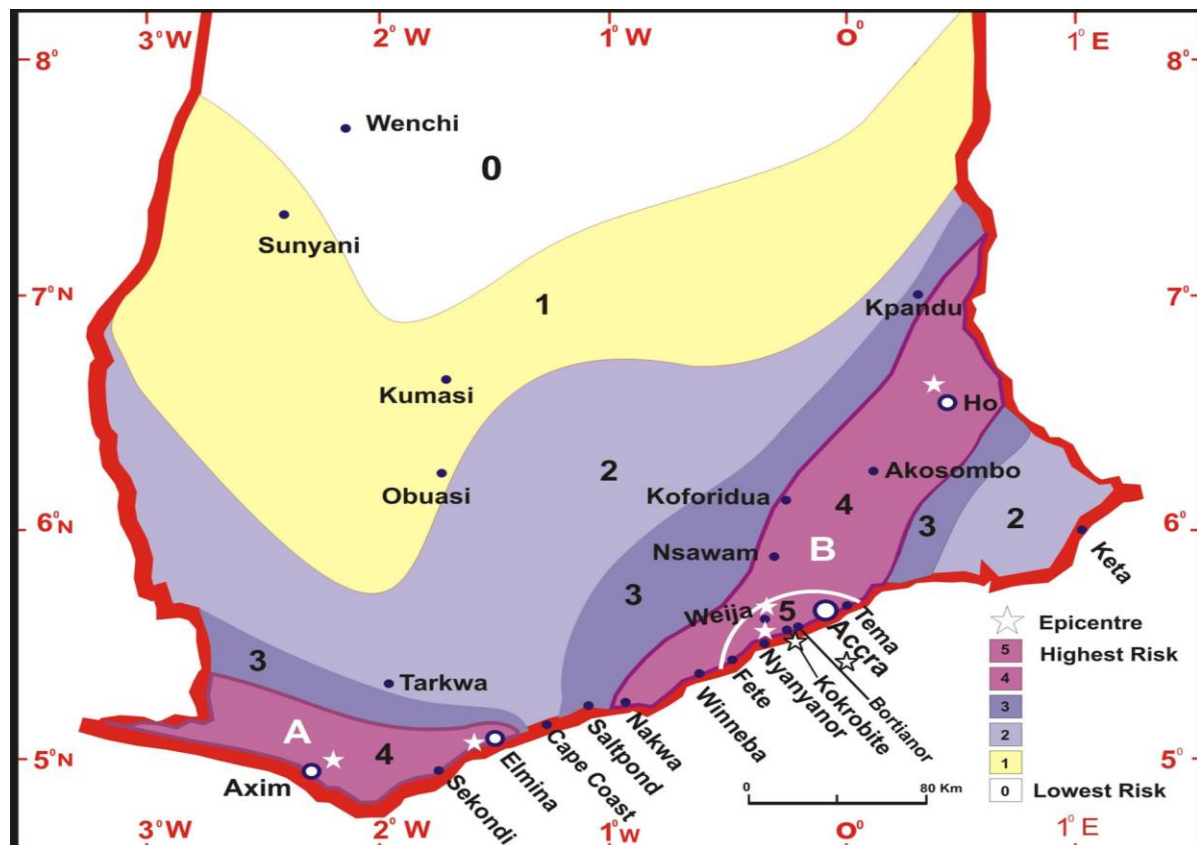 3° W
2° W
0°
1° E
8°
8°
Wenchi
0
Sunyani
1
7° N
7°
Kpandu
Kumasi
Ho
Obuasi
2
Koforidua
Akosombo
4
3
2
6° N
6°
Nsawam
B
Keta
3
Weija
5
Tema
Accra
Epicentre
5
Highest Risk
4
3
2
1
0
Lowest Risk
3
Tarkwa
Bortianor
Kokrobite
Nyanyanor
Fete
Winneba
Nakwa
Saltpond
Cape Coast
Elmina
Sekondi
A
4
Axim
5° N
5°
0
80 Km
3° W
2° W
1° W
0°
1° E